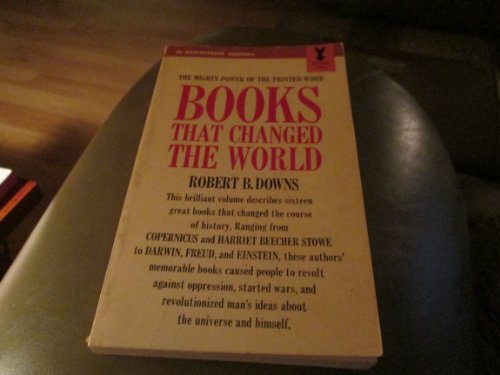 A MENTOR BOOK
THE MIGHTY POWER OF THE PRINTED WORD
BOOKS
THAT CHANGED
THE WORLD
ROBERT B. DOWNS
This brilliant volume describes sixteen
great books that changed the course
of history. Ranging from
COPERNICUS and HARRIET BEECHER STOWE
to DARWIN, FREUD, and EINSTEIN, these authors'
memorable books caused people to revolt
against oppression, started wars, and
revolutionized man's ideas about
the universe and himself.